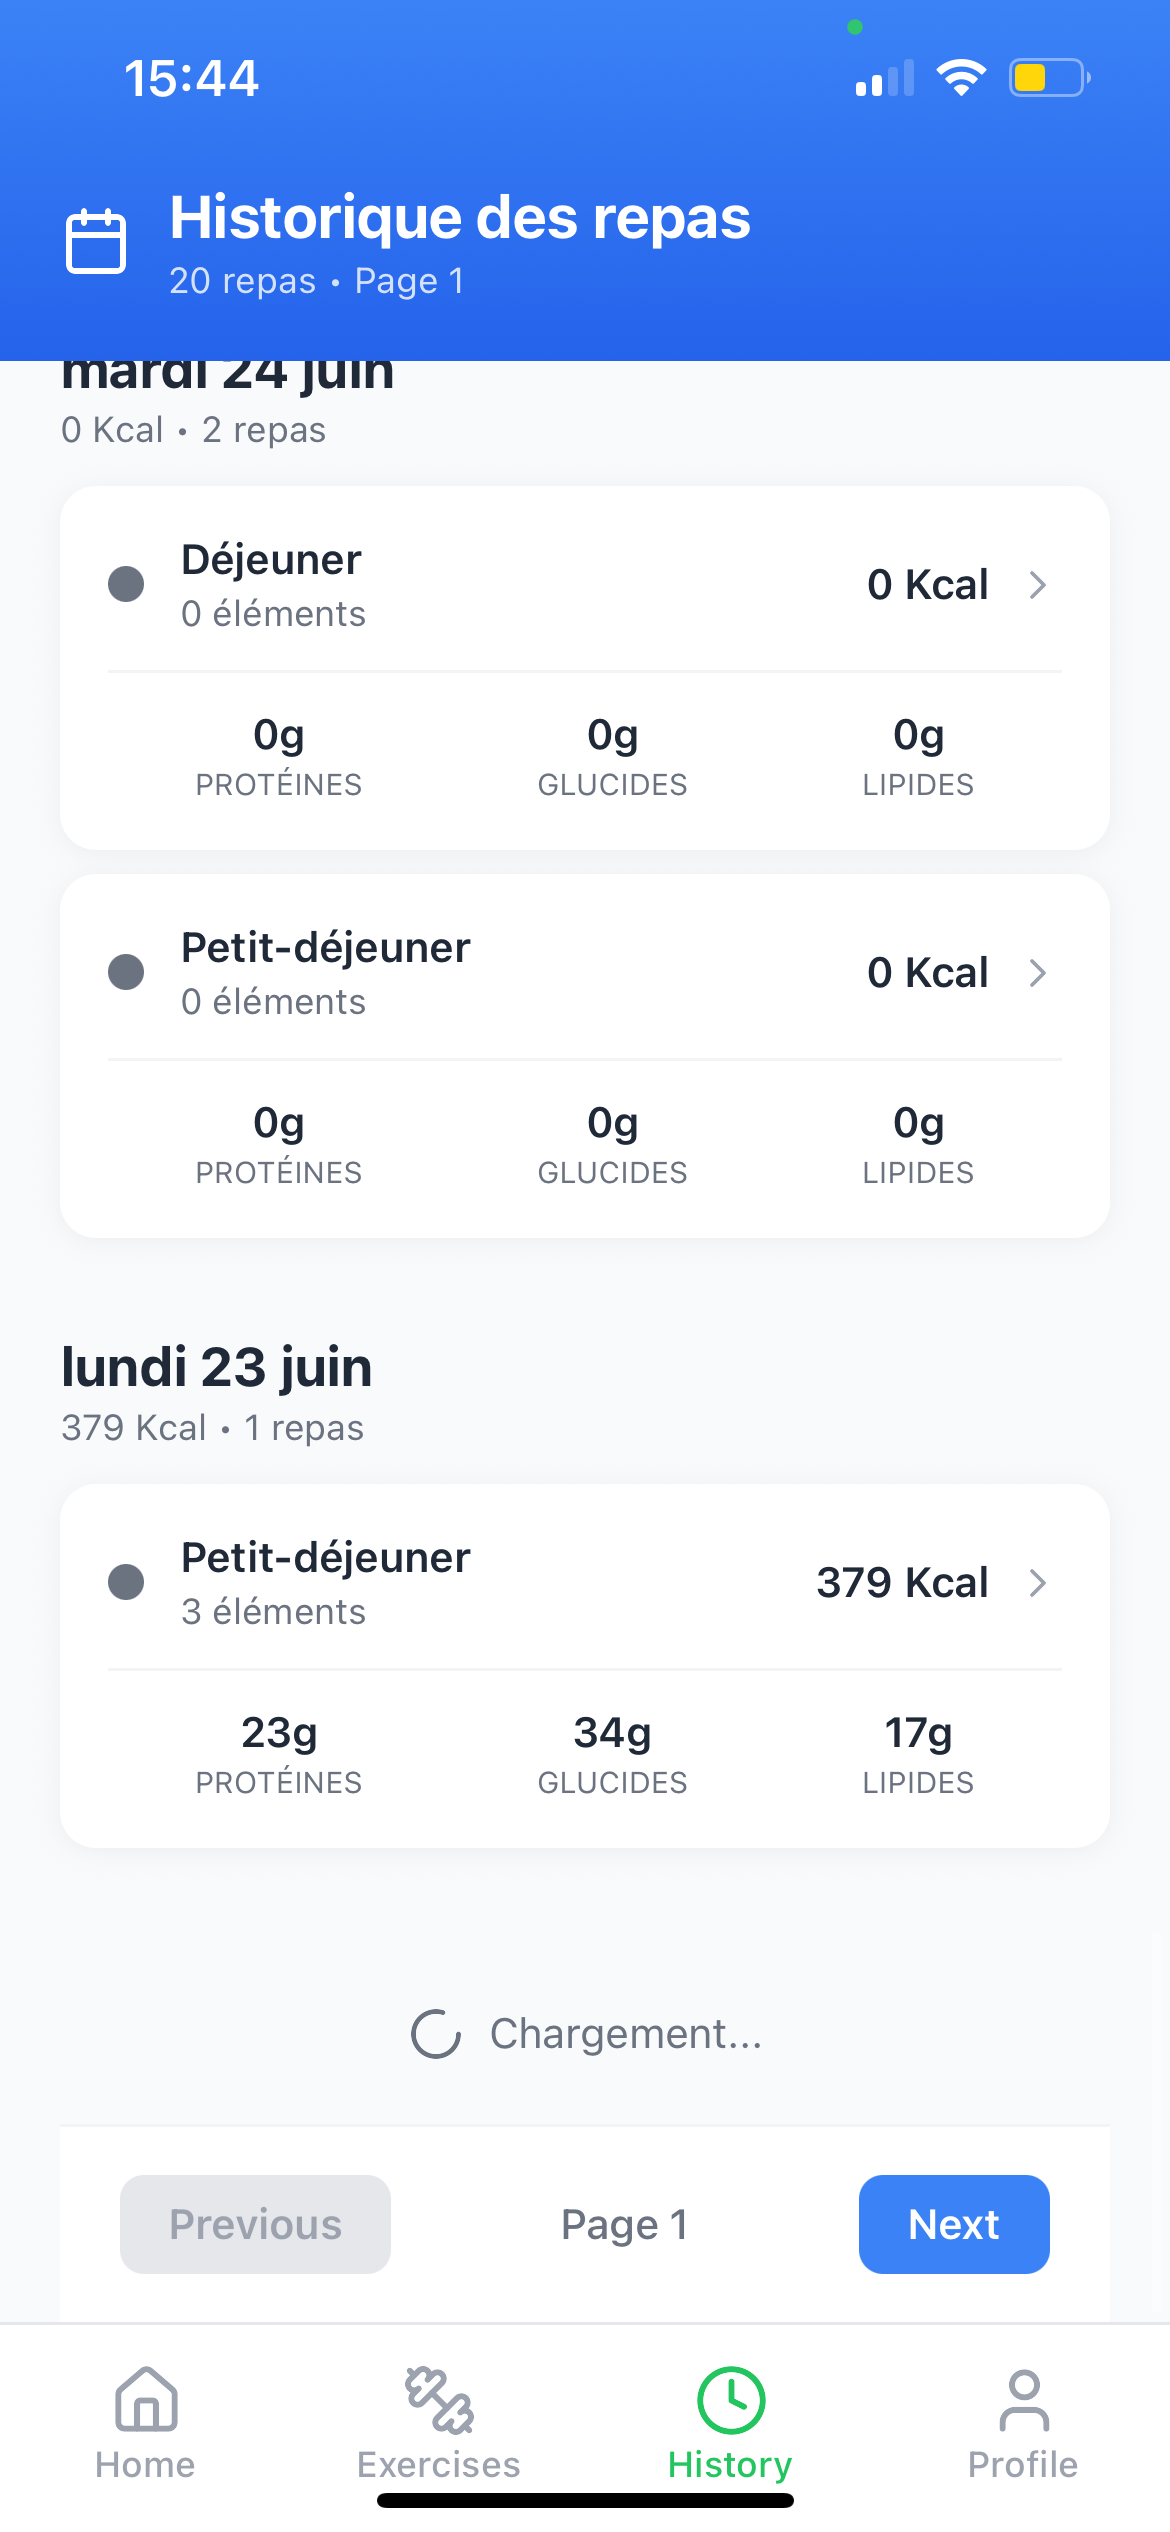 15:44
Historique des repas
20 repas • Page 1
mardi 24 juin
0 Kcal • 2 repas
Déjeuner
0 éléments
0 Kcal
0g
0g
0g
PROTÉINES
GLUCIDES
LIPIDES
Petit-déjeuner
0 éléments
0 Kcal
0g
0g
0g
PROTÉINES
GLUCIDES
LIPIDES
lundi 23 juin
379 Kcal • 1 repas
Petit-déjeuner
3 éléments
379 Kcal
23g
34g
17g
PROTÉINES
GLUCIDES
LIPIDES
Chargement...
Previous
Page 1
Next
Home
Exercises
History
Profile